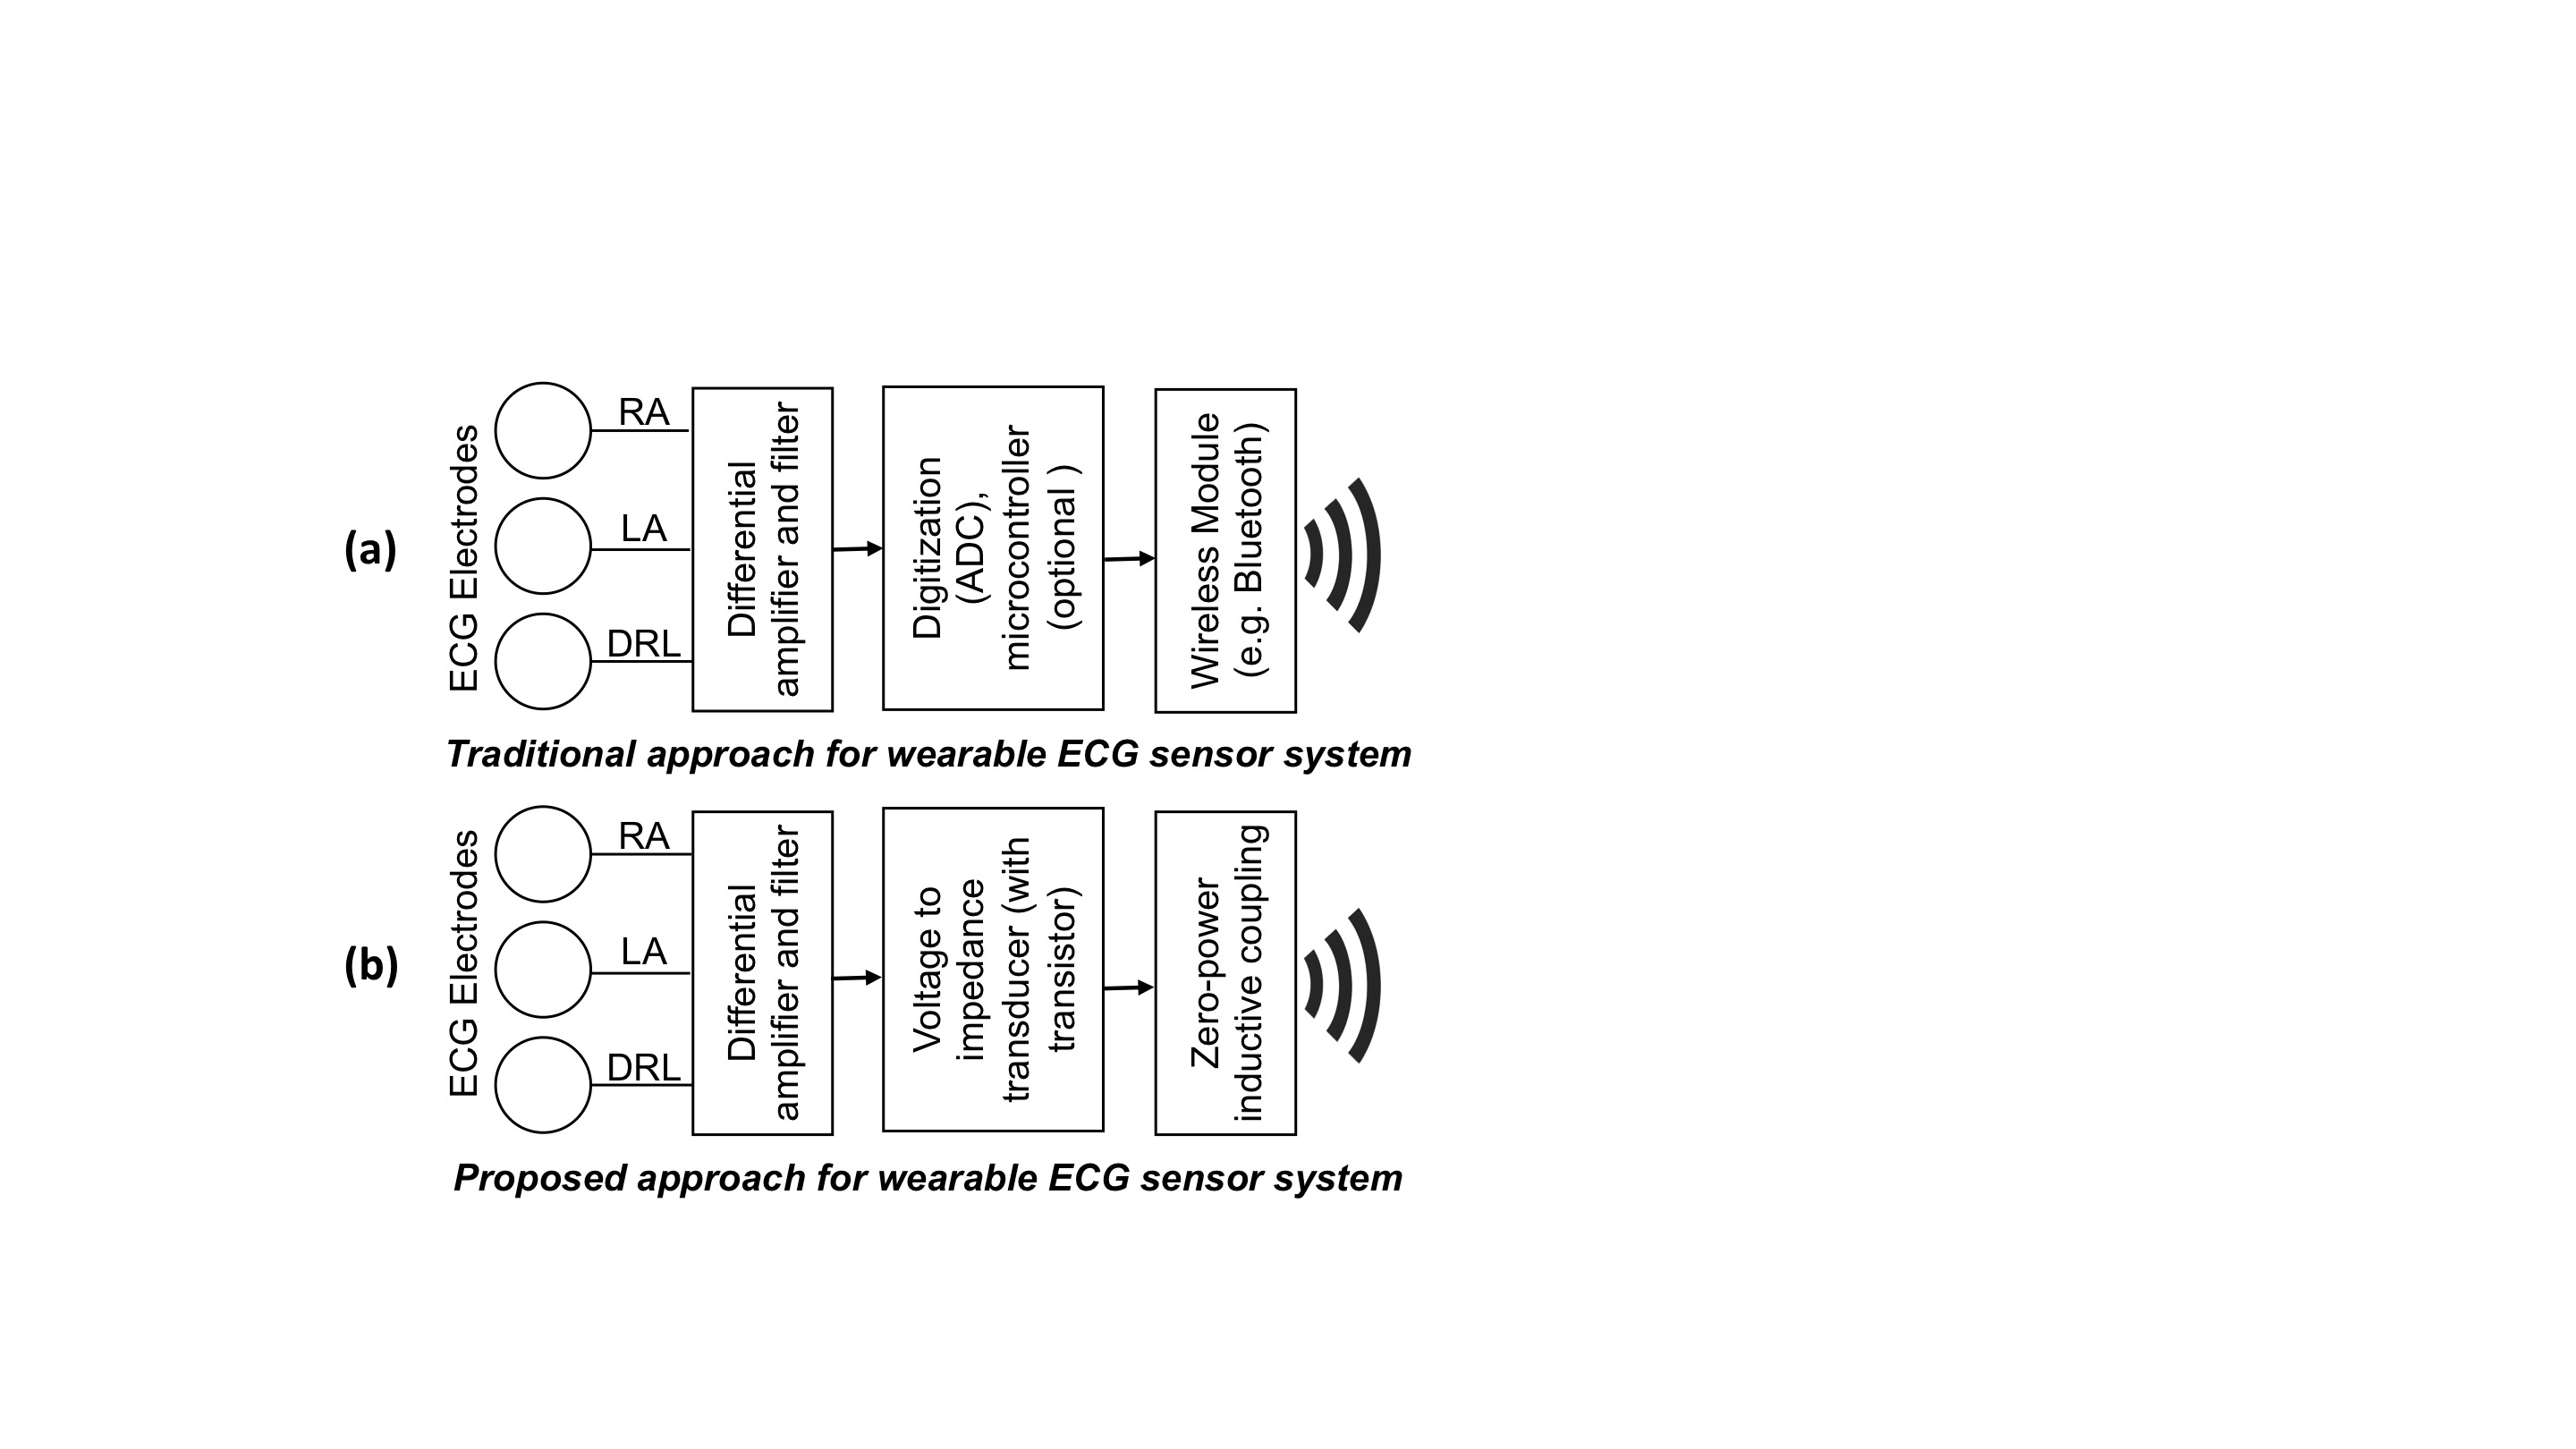 (a)
ECG Electrodes
RA
LA
DRL
Differential
amplifier and filter
Digitization
(ADC),
microcontroller
(optional )
Wireless Module
(e.g. Bluetooth)
Traditional approach for wearable ECG sensor system
(b)
ECG Electrodes
RA
LA
DRL
Differential
amplifier and filter
Voltage to
impedance
transducer (with
transistor)
Zero-power
inductive coupling
Proposed approach for wearable ECG sensor system